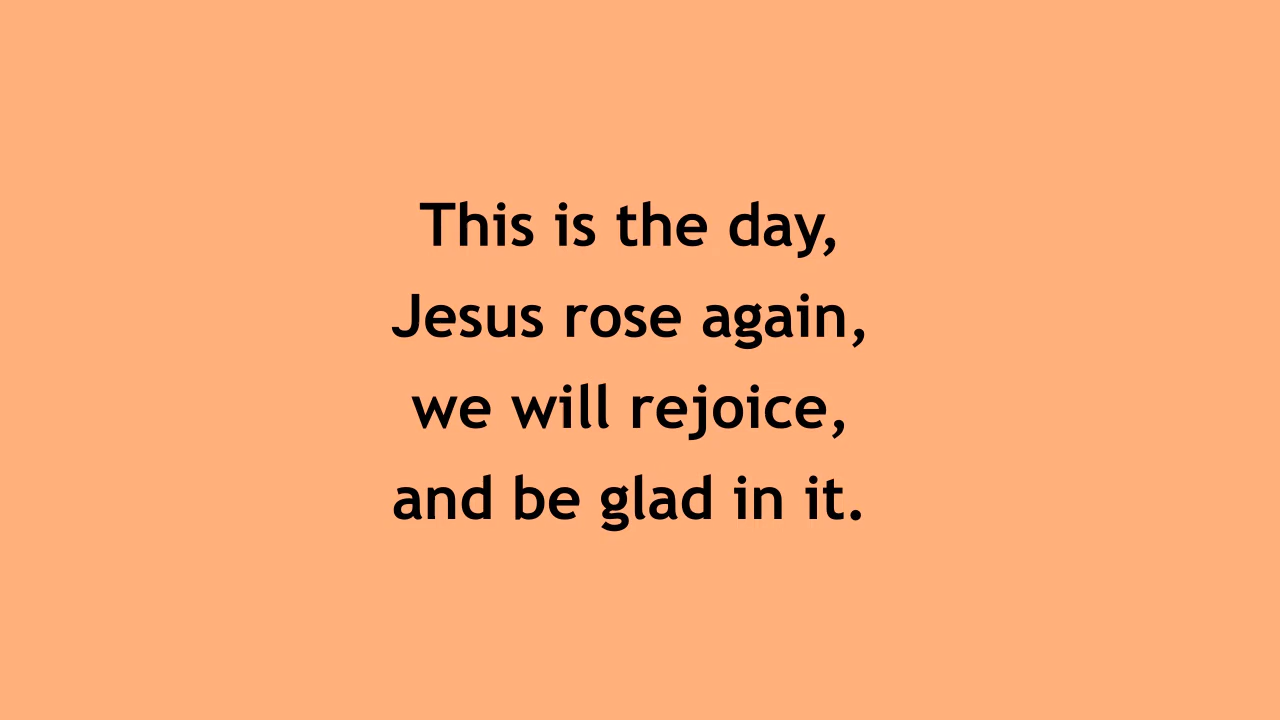 This is the day,
Jesus rose again,
we will rejoice,
and be glad in it.